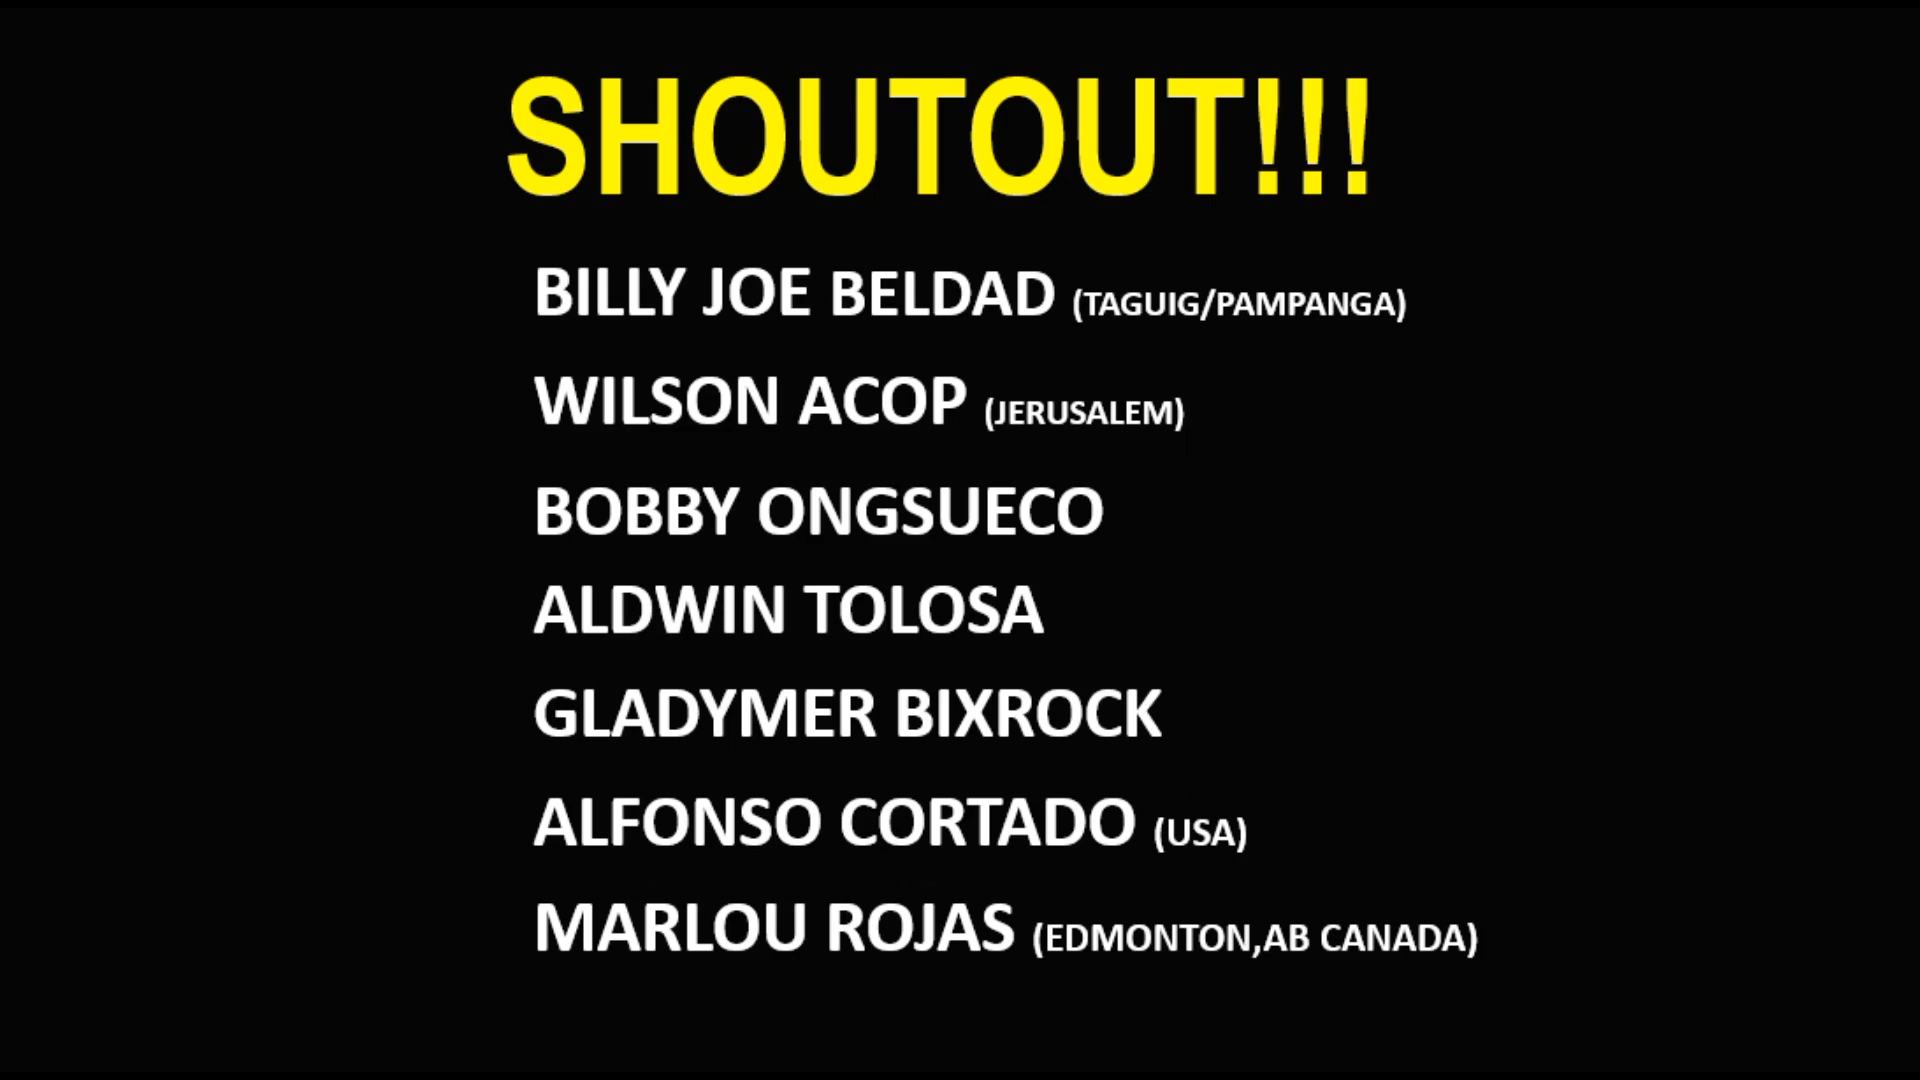 SHOUTOUT!!!
BILLY JOE BELDAD (TAGUIG/PAMPANGA)
WILSON ACOP (JERUSALEM)
BOBBY ONGSUECO
ALDWIN TOLOSA
GLADYMER BIXROCK
ALFONSO CORTADO (USA)
MARLOU ROJAS (EDMONTON,AB CANADA)